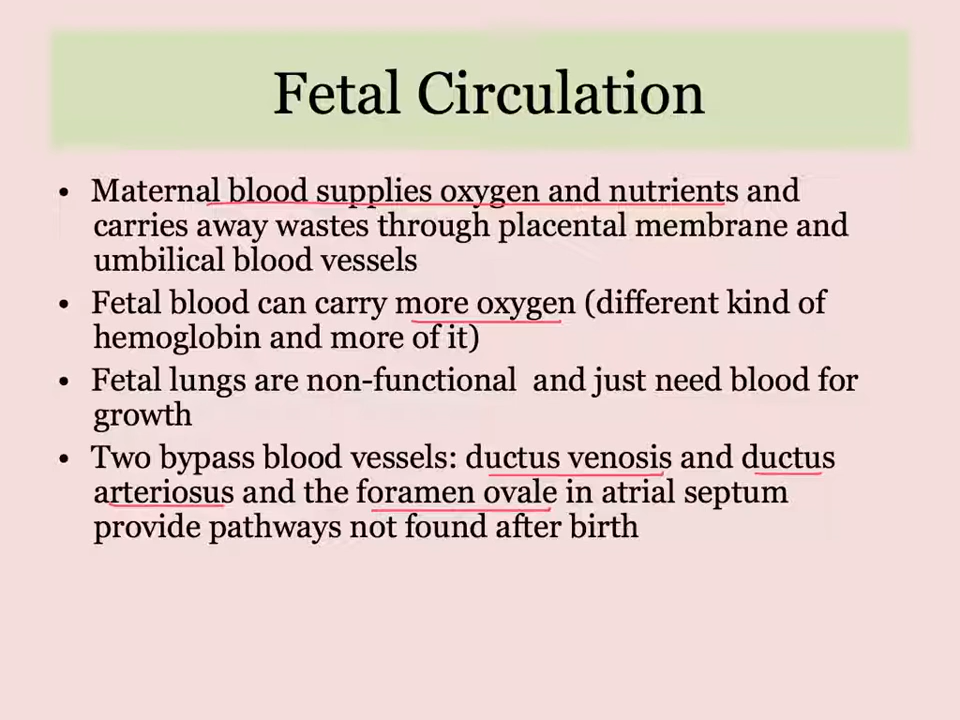 Fetal Circulation
• Maternal blood supplies oxygen and nutrients and
carries away wastes through placental membrane and
umbilical blood vessels
• Fetal blood can carry more oxygen (different kind of
hemoglobin and more of it)
• Fetal lungs are non-functional and just need blood for
growth
• Two bypass blood vessels: ductus venosis and ductus
arteriosus and the foramen ovale in atrial septum
provide pathways not found after birth